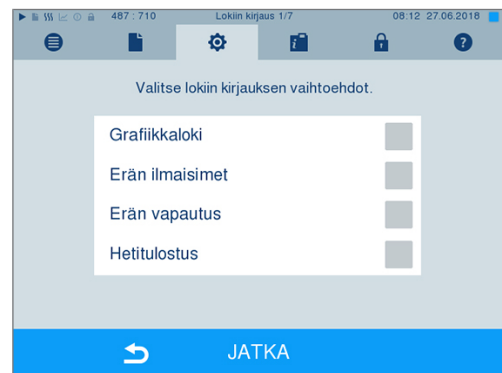 487 : 710 Lokiin kirjaus 1/7 08:12 27.06.2018
Valitse lokiin kirjauksen vaihtoehdot.
Grafiikkaloki
Erän ilmaisimet
Erän vapautus
Hetitulostus
JATKA